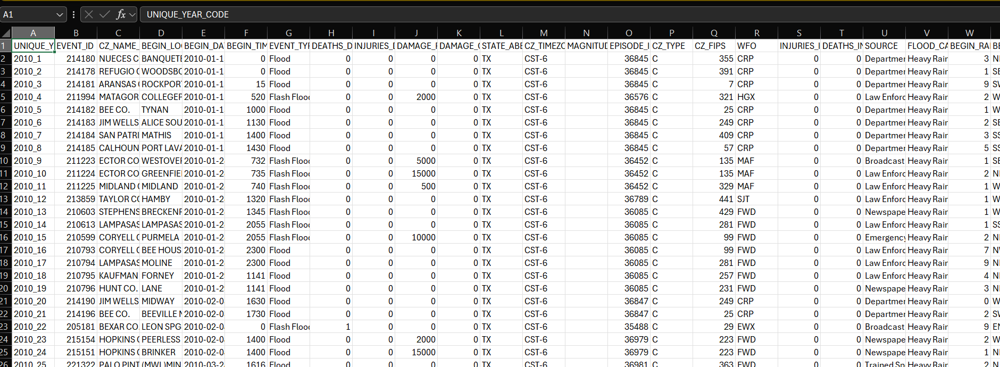 A1 fx UNIQUE_YEAR_CODE
A B C D E F G H I J K L M N O P Q R S T U V W
1 UNIQUE_Y EVENT_ID CZ_NAME_ BEGIN_LO BEGIN_DA BEGIN_TIM EVENT_TYP DEATHS_D INJURIES_ DAMAGE_ DAMAGE_ STATE_ABB CZ_TIMEZO MAGNITUD EPISODE_I CZ_TYPE CZ_FIPS WFO INJURIES_I DEATHS_IN SOURCE FLOOD_CA BEGIN_RA BE
2 2010_1 214180 NUECES C BANQUETE 2010-01-1 0 Flood 0 0 0 0 TX CST-6 36845 C 355 CRP 0 0 Departmer Heavy Rair 3 N
3 2010_2 214178 REFUGIO C WOODSBO 2010-01-1 0 Flood 0 0 0 0 TX CST-6 36845 C 391 CRP 0 0 Departmer Heavy Rair 1 SE
4 2010_3 214181 ARANSAS ROCKPOR 2010-01-1 15 Flood 0 0 0 0 TX CST-6 36845 C 7 CRP 0 0 Departmer Heavy Rair 9 SV
5 2010_4 211994 MATAGOR COLLEGEP 2010-01-1 520 Flash Flood 0 0 2000 0 TX CST-6 36576 C 321 HGX 0 0 Law Enforc Heavy Rair 2 W
6 2010_5 214182 BEE CO. TYNAN 2010-01-1 1000 Flood 0 0 0 0 TX CST-6 36845 C 25 CRP 0 0 Departmer Heavy Rair 1 W
7 2010_6 214183 JIM WELLS ALICE SOU 2010-01-1 1130 Flood 0 0 0 0 TX CST-6 36845 C 249 CRP 0 0 Departmer Heavy Rair 2 SE
8 2010_7 214184 SAN PATRI MATHIS 2010-01-1 1400 Flood 0 0 0 0 TX CST-6 36845 C 409 CRP 0 0 Departmer Heavy Rair 3 SS
9 2010_8 214185 CALHOUN PORT LAVA 2010-01-1 1430 Flood 0 0 0 0 TX CST-6 36845 C 57 CRP 0 0 Departmer Heavy Rair 5 SS
10 2010_9 211223 ECTOR CO WESTOVER 2010-01-2 732 Flash Flood 0 0 5000 0 TX CST-6 36452 C 135 MAF 0 0 Broadcast Heavy Rair 1 SE
11 2010_10 211224 ECTOR CO GREENFIE 2010-01-2 735 Flash Flood 0 0 15000 0 TX CST-6 36452 C 135 MAF 0 0 Law Enforc Heavy Rair 2 N
12 2010_11 211225 MIDLAND MIDLAND 2010-01-2 740 Flash Flood 0 0 500 0 TX CST-6 36452 C 329 MAF 0 0 Law Enforc Heavy Rair 1 W
13 2010_12 213859 TAYLOR CO HAMBY 2010-01-2 1320 Flash Flood 0 0 0 0 TX CST-6 36789 C 441 SJT 0 0 Law Enforc Heavy Rair 1 W
14 2010_13 210603 STEPHENS BRECKENR 2010-01-2 1345 Flash Flood 0 0 0 0 TX CST-6 36085 C 429 FWD 0 0 Newspape Heavy Rair 1 W
15 2010_14 210613 LAMPASAS LAMPASAS 2010-01-2 2055 Flash Flood 0 0 0 0 TX CST-6 36085 C 281 FWD 0 0 Law Enforc Heavy Rair 1 SS
16 2010_15 210599 CORYELL C PURMELA 2010-01-2 2055 Flash Flood 0 0 10000 0 TX CST-6 36085 C 99 FWD 0 0 Emergency Heavy Rair 2 N
17 2010_16 210793 CORYELL C BEE HOUS 2010-01-2 2300 Flood 0 0 0 0 TX CST-6 36085 C 99 FWD 0 0 Law Enforc Heavy Rair 7 NV
18 2010_17 210794 LAMPASAS MOLINE 2010-01-2 2300 Flood 0 0 0 0 TX CST-6 36085 C 281 FWD 0 0 Law Enforc Heavy Rair 9 N
19 2010_18 210795 KAUFMAN FORNEY 2010-01-2 1141 Flood 0 0 0 0 TX CST-6 36085 C 257 FWD 0 0 Law Enforc Heavy Rair 4 N
20 2010_19 210796 HUNT CO. LANE 2010-01-2 1141 Flood 0 0 0 0 TX CST-6 36085 C 231 FWD 0 0 Newspape Heavy Rair 3 N
21 2010_20 214190 JIM WELLS MIDWAY 2010-02-0 1630 Flood 0 0 0 0 TX CST-6 36847 C 249 CRP 0 0 Departmer Heavy Rair 0 W
22 2010_21 214196 BEE CO. BEEVILLE 2010-02-0 1730 Flood 0 0 0 0 TX CST-6 36847 C 25 CRP 0 0 Departmer Heavy Rair 2 SV
23 2010_22 205181 BEXAR CO. LEON SPG 2010-02-0 0 Flash Flood 1 0 0 0 TX CST-6 35488 C 29 EWX 0 0 Broadcast Heavy Rair 9 EN
24 2010_23 215154 HOPKINS C PEERLESS 2010-02-0 1400 Flood 0 0 2000 0 TX CST-6 36979 C 223 FWD 0 0 Newspape Heavy Rair 2 W
25 2010_24 215151 HOPKINS C BRINKER 2010-02-0 1400 Flood 0 0 15000 0 TX CST-6 36979 C 223 FWD 0 0 Newspape Heavy Rair 1 N
26 2010_25 221322 PALO PINT (MWL)MIN 2010-03-2 1616 Flood 0 0 0 0 TX CST-6 36981 C 363 FWD 0 0 Trained Sp Heavy Rair 2 N